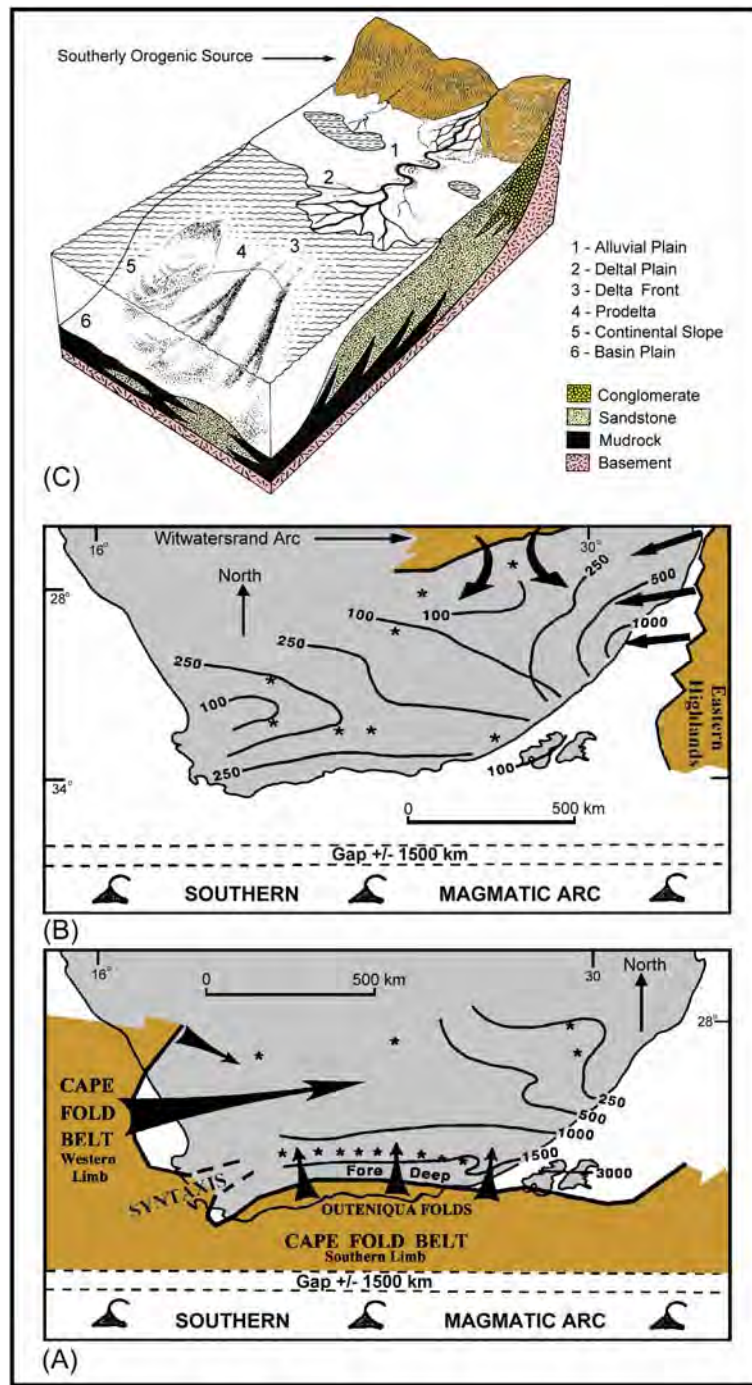 Southerly Orogenic Source
1
2
3
4
5
6
1 - Alluvial Plain
2 - Deltal Plain
3 - Delta Front
4 - Prodelta
5 - Continental Slope
6 - Basin Plain
Conglomerate
Sandstone
Mudrock
Basement
(C)
16°
Witwatersrand Arc
30°
North
28°
250
500
1000
100
100
250
250
100
250
100
34°
Eastern
Highlands
0 500 km
Gap +/- 1500 km
SOUTHERN MAGMATIC ARC
(B)
16°
0 500 km
30
North
28°
CAPE
FOLD
BELT
Western
Limb
250
500
1000
1500
3000
Fore Deep
SYNTAXIS
OUTENIQUA FOLDS
CAPE FOLD BELT
Southern Limb
Gap +/- 1500 km
SOUTHERN MAGMATIC ARC
(A)